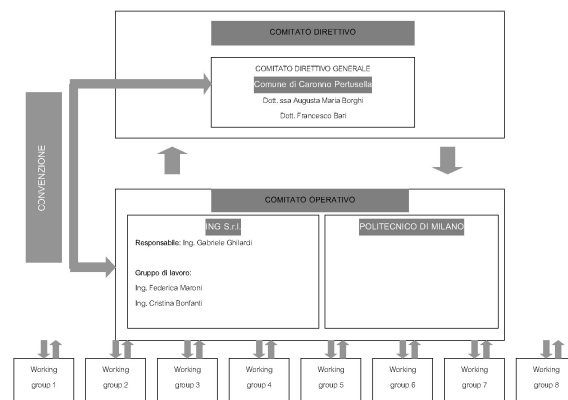 COMITATO DIRETTIVO
COMITATO DIRETTIVO GENERALE
Comune di Caronno Pertusella
Dott. ssa Augusta Maria Borghi
Dott. Francesco Bari
CONVENZIONE
COMITATO OPERATIVO
ING S.r.l.
Responsabile: Ing. Gabriele Ghilardi
Gruppo di lavoro:
Ing. Federica Maroni
Ing. Cristina Bonfanti
POLITECNICO DI MILANO
Working
group 1
Working
group 2
Working
group 3
Working
group 4
Working
group 5
Working
group 6
Working
group 7
Working
group 8